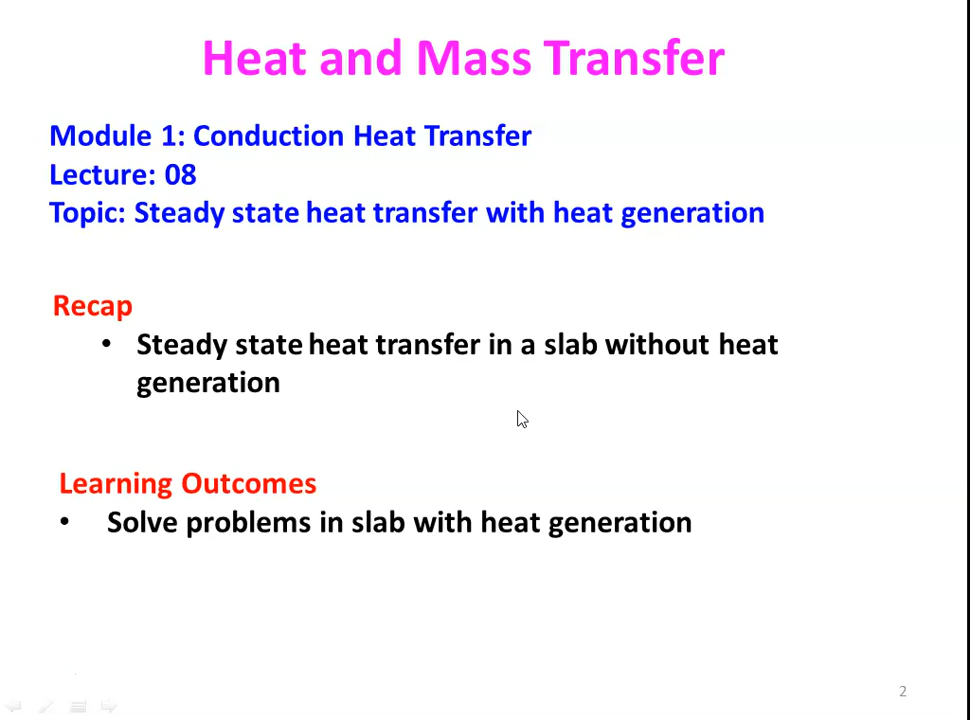 Heat and Mass Transfer
Module 1: Conduction Heat Transfer
Lecture: 08
Topic: Steady state heat transfer with heat generation
Recap
• Steady state heat transfer in a slab without heat
generation
Learning Outcomes
• Solve problems in slab with heat generation
2